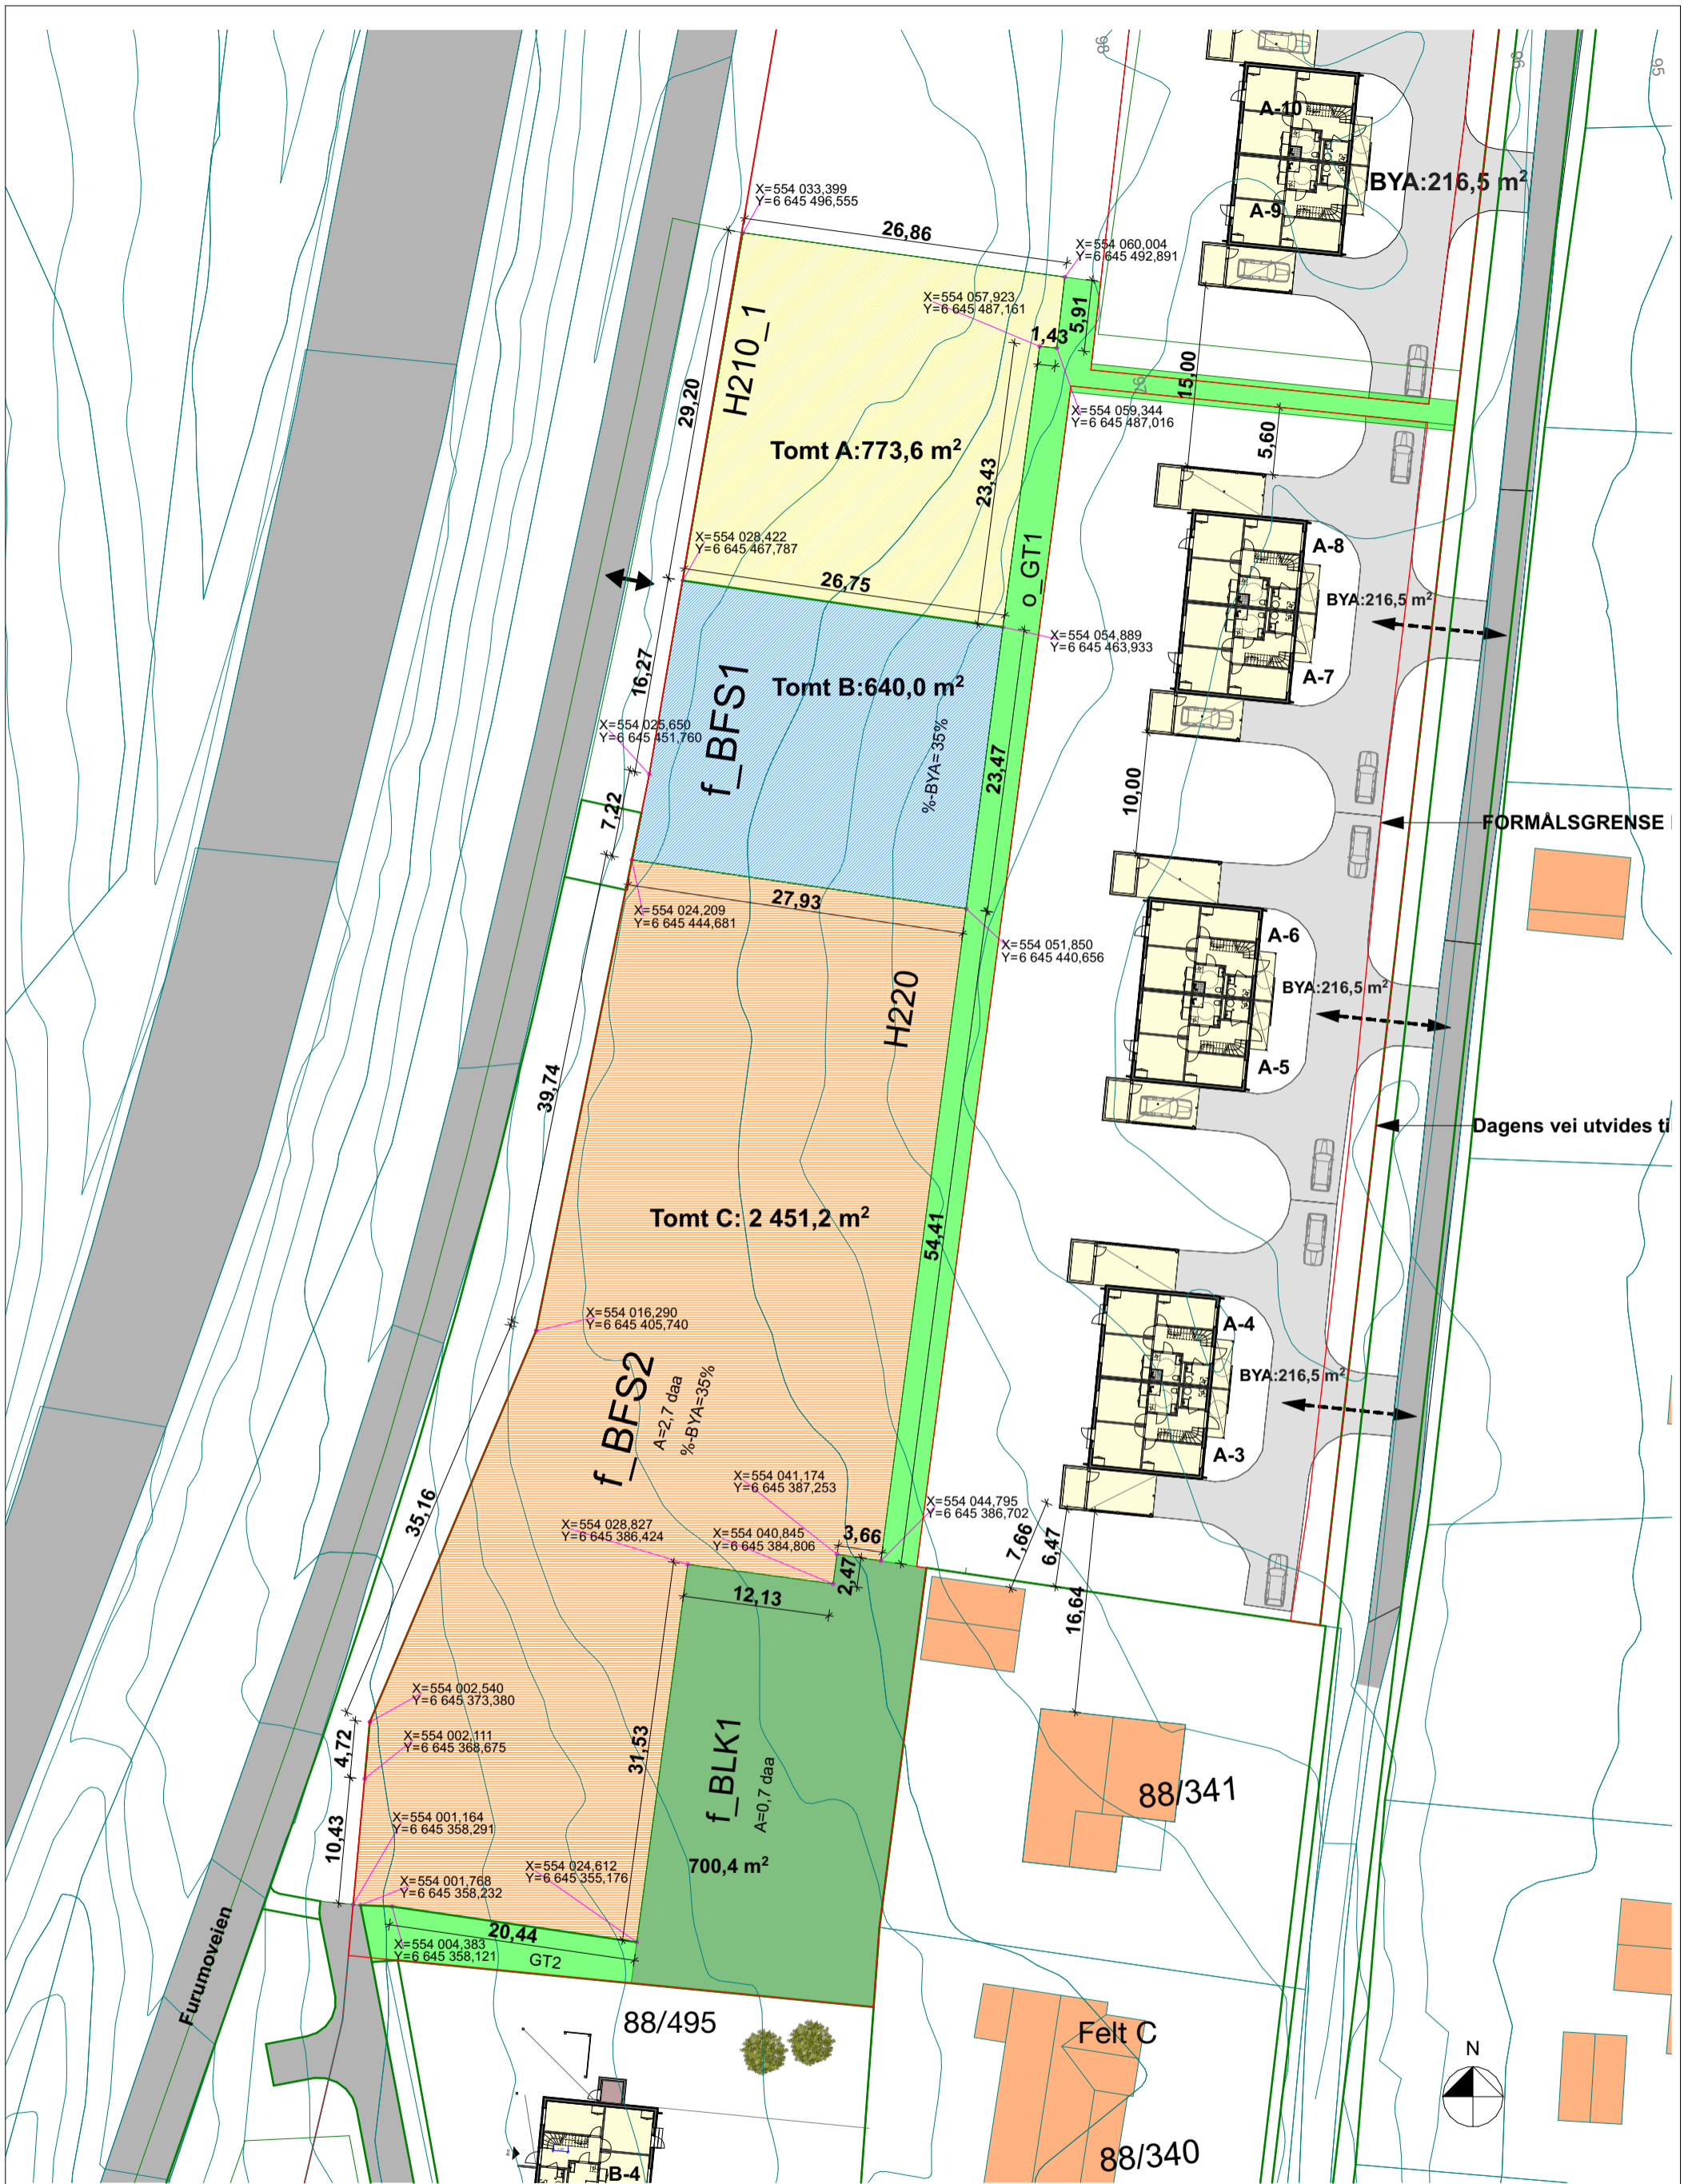 98
96
95
A-10
BYA:216,5 m²
A-9
X=554 033,399
Y=6 645 496,555
26,86
X=554 060,004
Y=6 645 492,891
X=554 057,923
Y=6 645 487,161
5,91
1,43
H210_1
29,20
15,00
97
X=554 059,344
Y=6 645 487,016
5,60
Tomt A:773,6 m²
23,43
X=554 028,422
Y=6 645 467,787
26,75
o_GT1
A-8
BYA:216,5 m²
X=554 054,889
Y=6 645 463,933
16,27
f_BFS1
Tomt B:640,0 m²
A-7
X=554 025,650
Y=6 645 451,760
%-BYA= 35%
23,47
7,22
10,00
FORMÅLSGRENSE
27,93
X=554 024,209
Y=6 645 444,681
X=554 051,850
Y=6 645 440,656
A-6
BYA:216,5 m²
H220
A-5
39,74
Dagens vei utvides ti
Tomt C: 2 451,2 m²
54,41
X=554 016,290
Y=6 645 405,740
A-4
f_BFS2
A=2,7 daa
%-BYA=35%
BYA:216,5 m²
A-3
35,16
X=554 041,174
Y=6 645 387,253
X=554 044,795
Y=6 645 386,702
X=554 028,827
Y=6 645 386,424
X=554 040,845
Y=6 645 384,806
3,66
2,47
7,66
6,47
12,13
16,64
X=554 002,540
Y=6 645 373,380
4,72
X=554 002,111
Y=6 645 368,675
31,53
f_BLK1
A=0,7 daa
88/341
10,43
X=554 001,164
Y=6 645 358,291
X=554 024,612
Y=6 645 355,176
700,4 m²
X=554 001,768
Y=6 645 358,232
20,44
X=554 004,383
Y=6 645 358,121
GT2
Furumoveien
88/495
Felt C
N
88/340
B-4